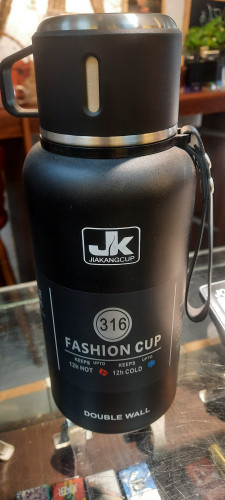 JK
JIAKANGCUP
316
FASHION CUP
KEEPS UPTO KEEPS UPTO
12h HOT 12h COLD
DOUBLE WALL